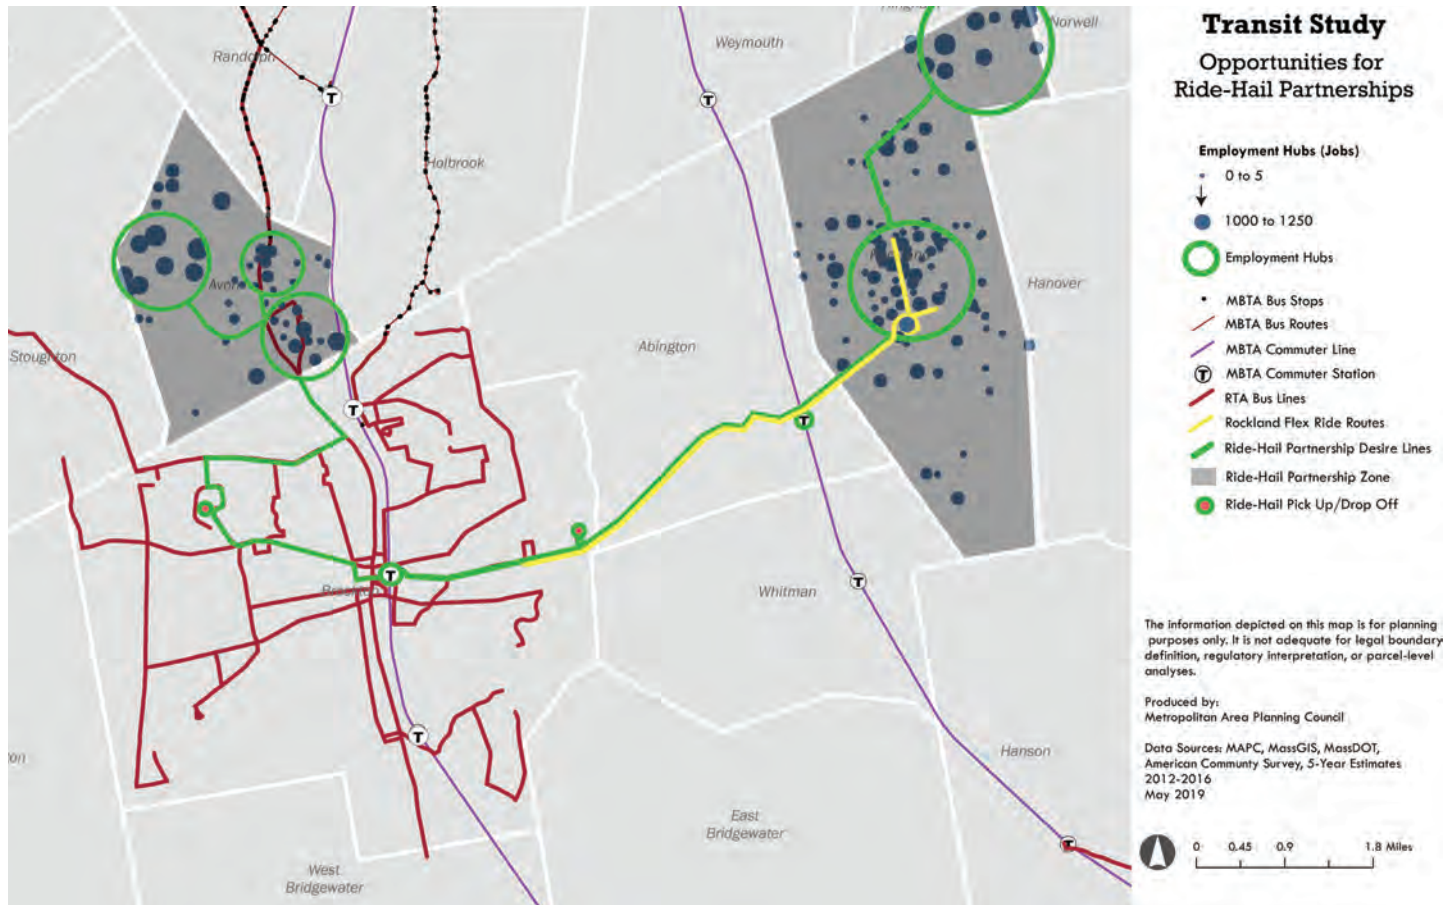 Transit Study
Opportunities for
Ride-Hail Partnerships
Employment Hubs (Jobs)
0 to 5
1000 to 1250
Employment Hubs
MBTA Bus Stops
MBTA Bus Routes
MBTA Commuter Line
T MBTA Commuter Station
RTA Bus Lines
Rockland Flex Ride Routes
Ride-Hail Partnership Desire Lines
Ride-Hail Partnership Zone
Ride-Hail Pick Up/Drop Off
The information depicted on this map is for planning
purposes only. It is not adequate for legal boundary
definition, regulatory interpretation, or parcel-level
analyses.
Produced by:
Metropolitan Area Planning Council
Data Sources: MAPC, MassGIS, MassDOT,
American Communty Survey, 5-Year Estimates
2012-2016
May 2019
0 0.45 0.9 1.8 Miles
Norwell
Weymouth
Randolph
T
T
Holbrook
Hanover
Avon
Abington
Stoughton
T
T
T
Whitman
T
T
Hanson
on
East
Bridgewater
T
West
Bridgewater